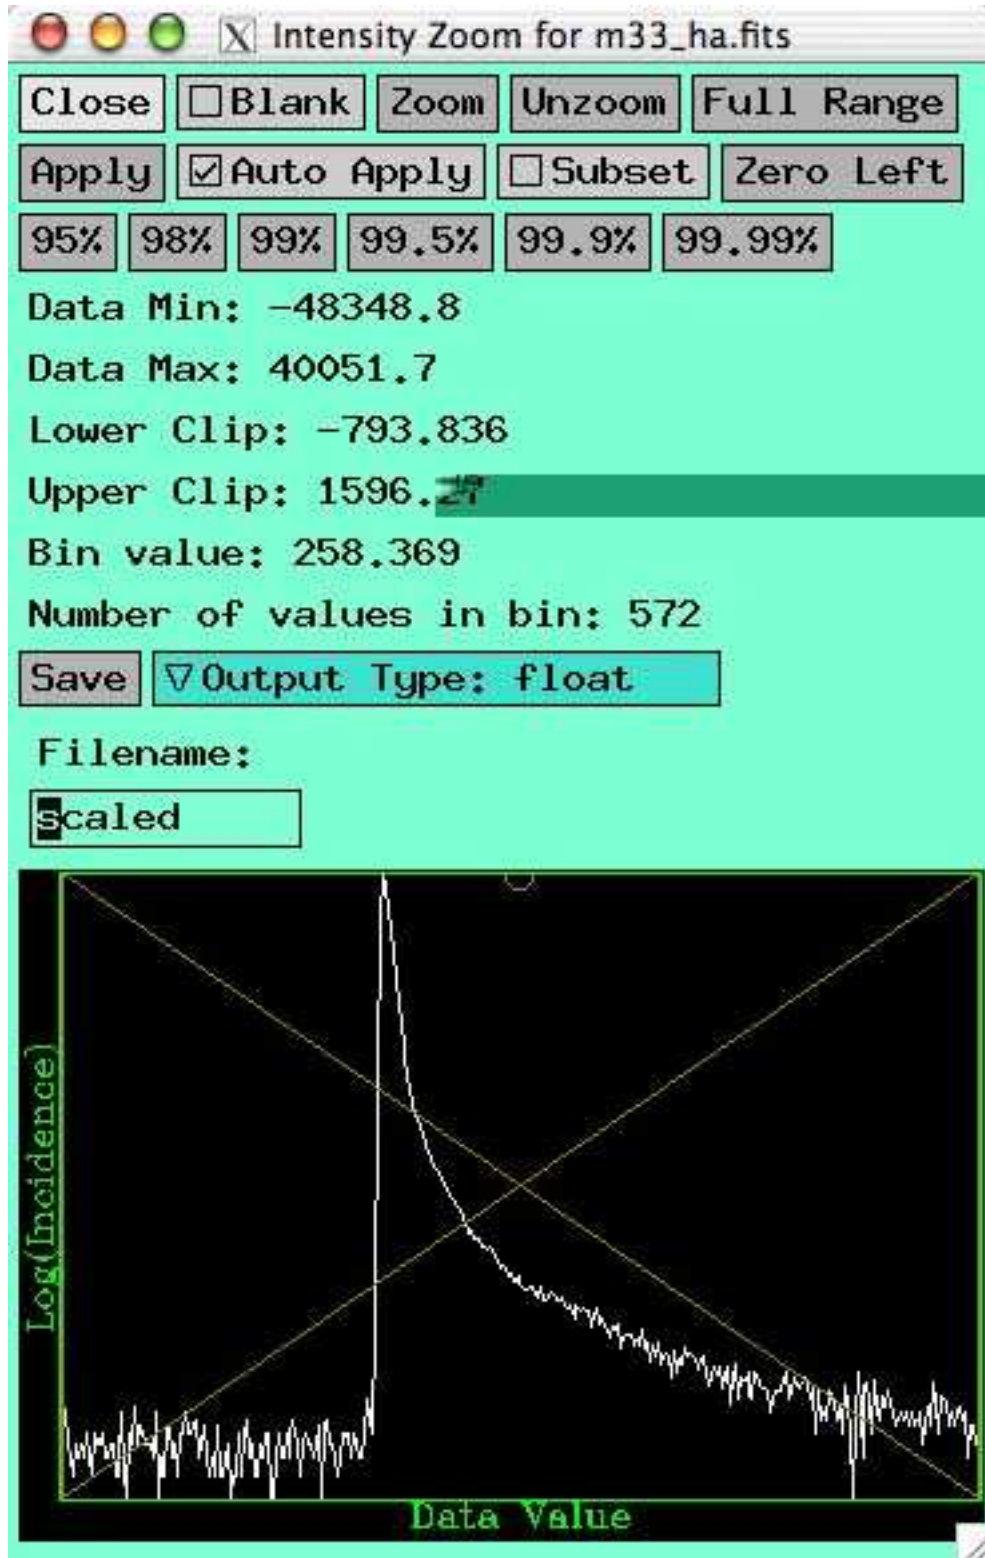 X Intensity Zoom for m33_ha.fits
Close Blank Zoom Unzoom Full Range
Apply Auto Apply Subset Zero Left
95% 98% 99% 99.5% 99.9% 99.99%
Data Min: -48348.8
Data Max: 40051.7
Lower Clip: -793.836
Upper Clip: 1596.
Bin value: 258.369
Number of values in bin: 572
Save Output Type: float
Filename:
scaled
Log(Incidence)
Data Value